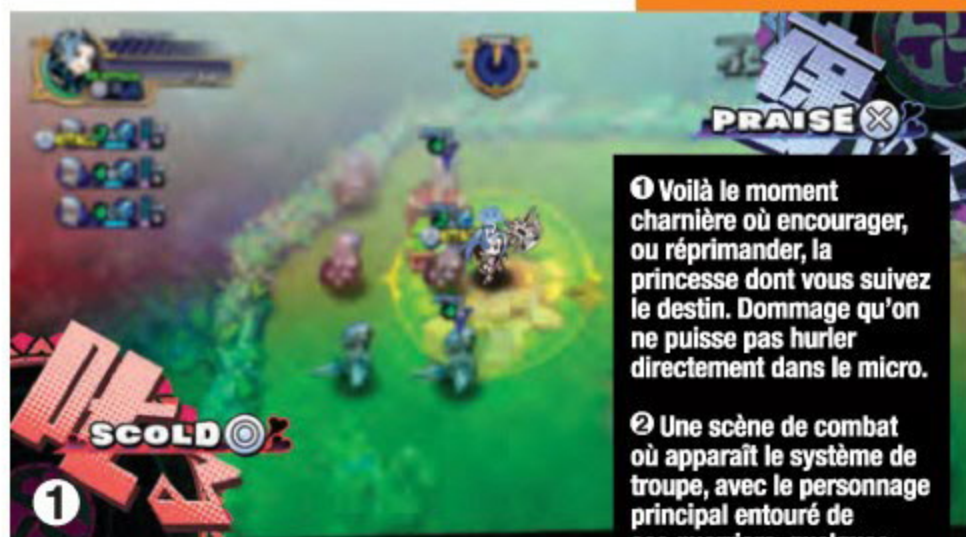 PRAISE
❶ Voilà le moment
charnière où encourager,
ou réprimander, la
princesse dont vous suivez
le destin. Dommage qu'on
ne puisse pas hurler
directement dans le micro.
❷ Une scène de combat
où apparaît le système de
troupe, avec le personnage
principal entouré de
SCOLD
1